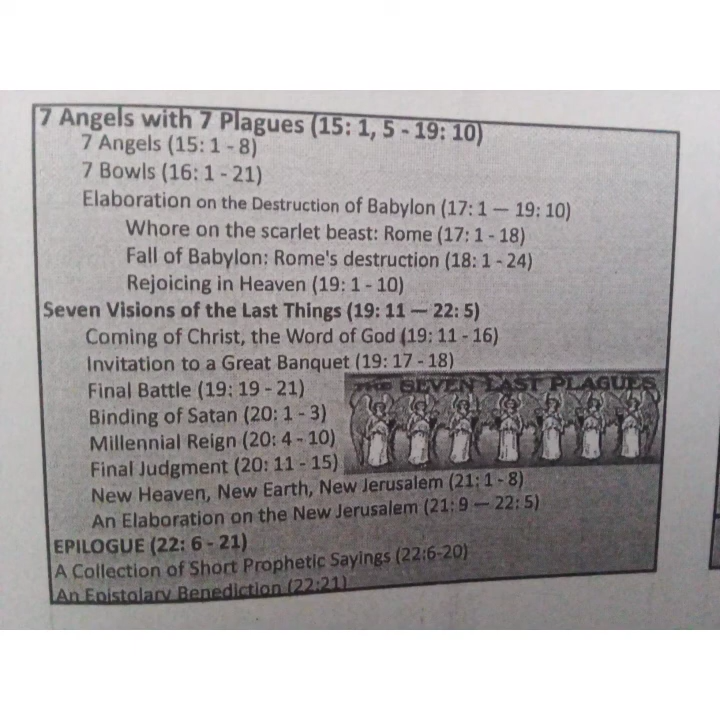 7 Angels with 7 Plagues (15: 1, 5 - 19: 10)
7 Angels (15: 1 - 8)
7 Bowls (16: 1 - 21)
Elaboration on the Destruction of Babylon (17: 1 — 19: 10)
Whore on the scarlet beast: Rome (17: 1 - 18)
Fall of Babylon: Rome's destruction (18: 1 - 24)
Rejoicing in Heaven (19: 1 - 10)
Seven Visions of the Last Things (19: 11 — 22: 5)
Coming of Christ, the Word of God (19: 11 - 16)
Invitation to a Great Banquet (19: 17 - 18)
Final Battle (19: 19 - 21)
THE SEVEN LAST PLAGUES
Binding of Satan (20: 1 - 3)
Millennial Reign (20: 4 - 10)
Final Judgment (20: 11 - 15)
New Heaven, New Earth, New Jerusalem (21: 1 - 8)
An Elaboration on the New Jerusalem (21: 9 — 22: 5)
EPILOGUE (22: 6 - 21)
A Collection of Short Prophetic Sayings (22:6-20)
An Epistolary Benediction (22:21)